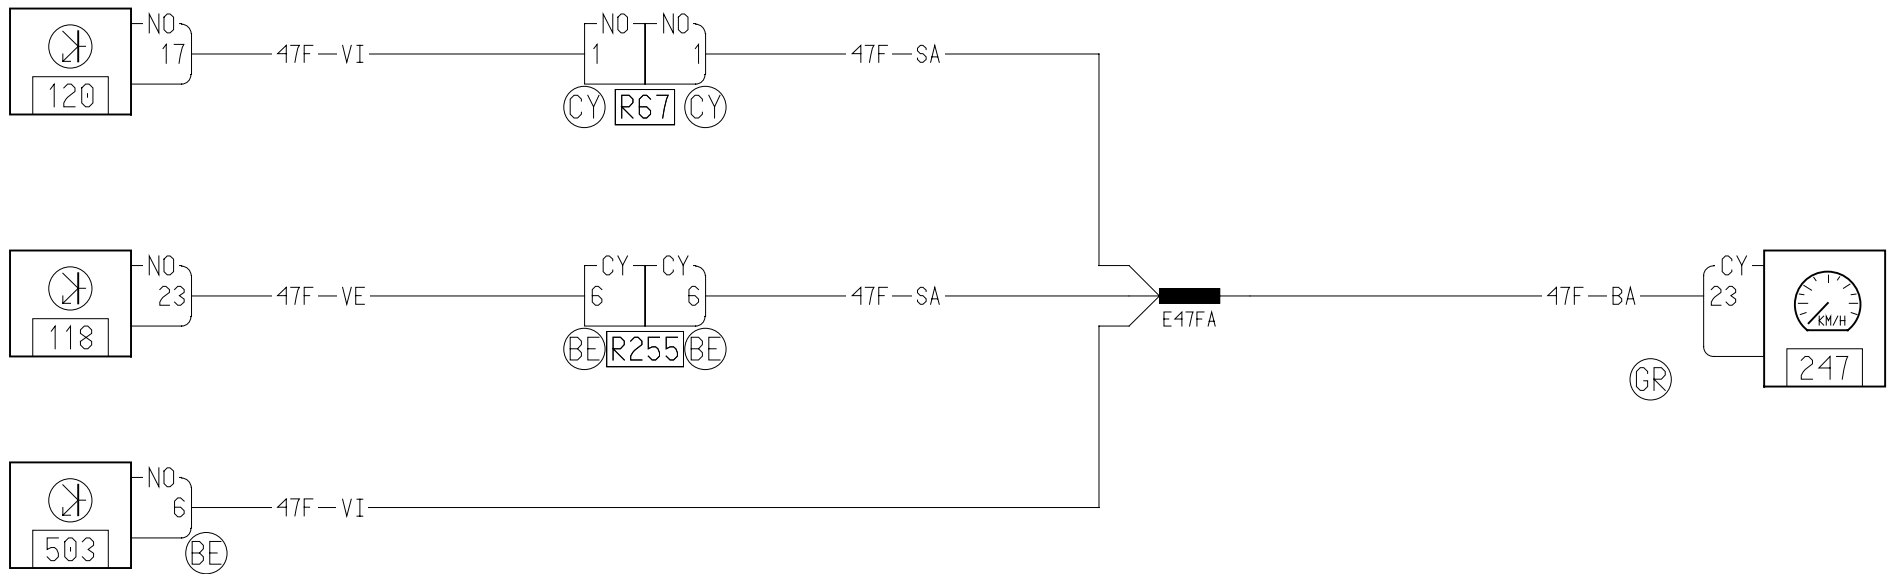 NO NO NO
17 47F VI 1 1 47F SA
120 CY R67 CY
NO CY CY CY
23 47F VE 6 6 47F SA 47F BA 23
E47FA KM/H
118 BE R255 BE 247
GR
NO
6 47F VI
503 BE